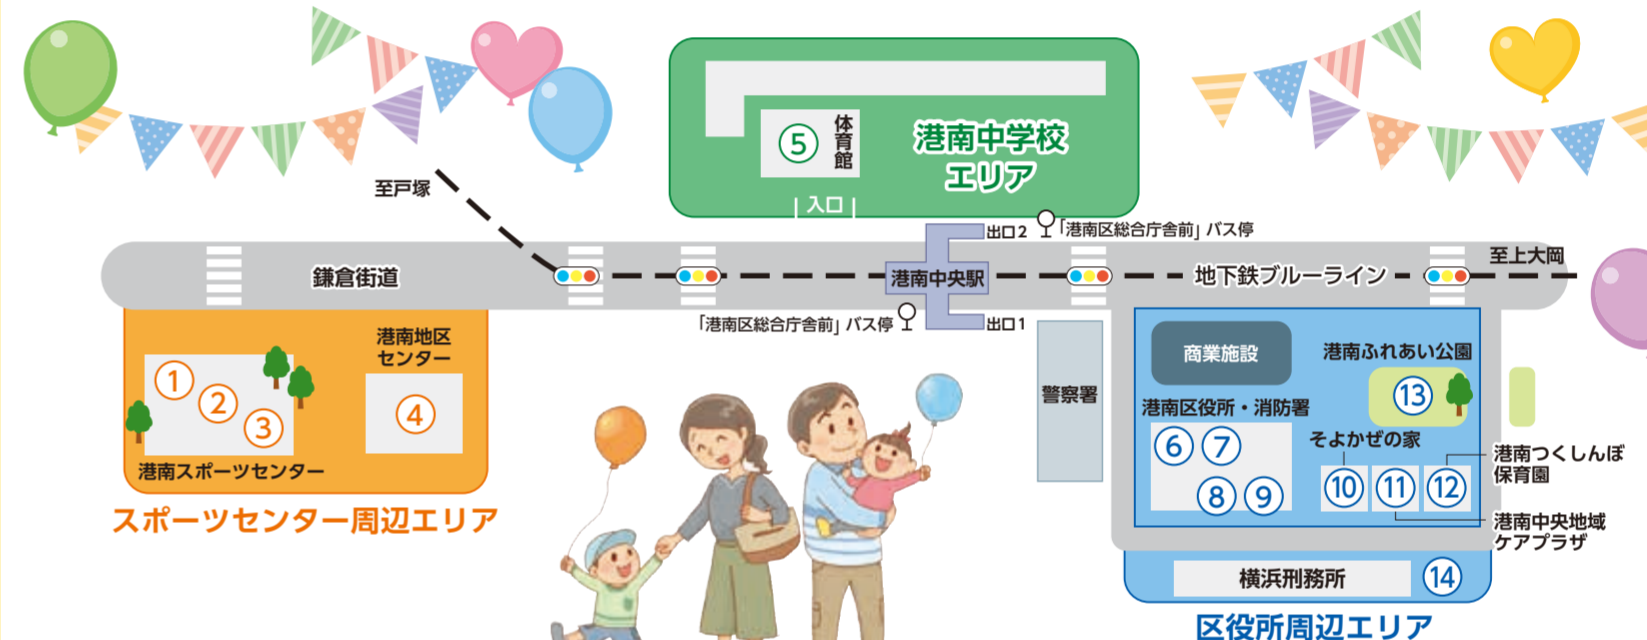 体育館
⑤
港南中学校
エリア
入口
至戸塚
出口2
「港南区総合庁舎前」バス停
至上大岡
鎌倉街道
港南中央駅
地下鉄ブルーライン
「港南区総合庁舎前」バス停
出口1
港南地区
センター
①
②
③
④
港南スポーツセンター
スポーツセンター周辺エリア
警察署
商業施設
港南ふれあい公園
⑬
港南区役所・消防署
⑥ ⑦
⑧ ⑨
そよかぜの家
⑩ ⑪ ⑫
港南つくしんぼ
保育園
港南中央地域
ケアプラザ
横浜刑務所
⑭
区役所周辺エリア